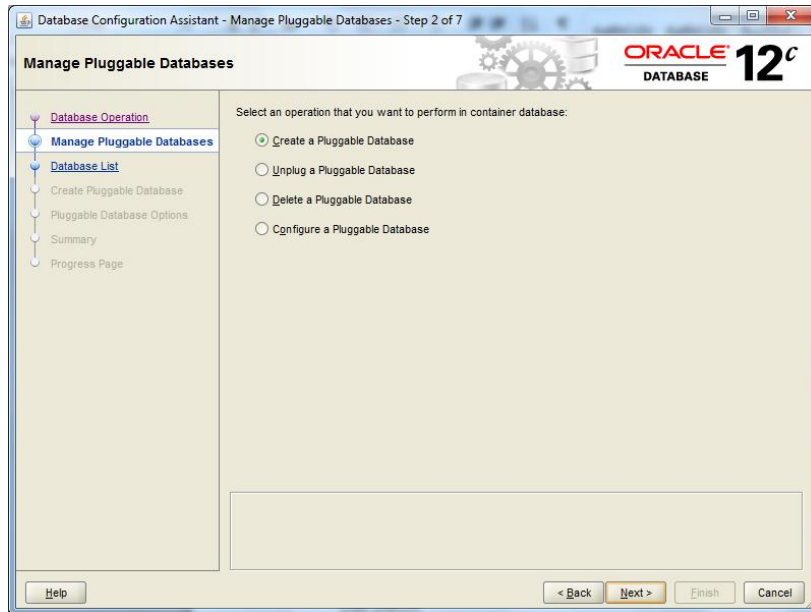 Database Configuration Assistant - Manage Pluggable Databases - Step 2 of 7
Manage Pluggable Databases
ORACLE
DATABASE
12c
Database Operation
Manage Pluggable Databases
Database List
Create Pluggable Database
Pluggable Database Options
Summary
Progress Page
Select an operation that you want to perform in container database:
Create a Pluggable Database
Unplug a Pluggable Database
Delete a Pluggable Database
Configure a Pluggable Database
Help
< Back
Next >
Finish
Cancel